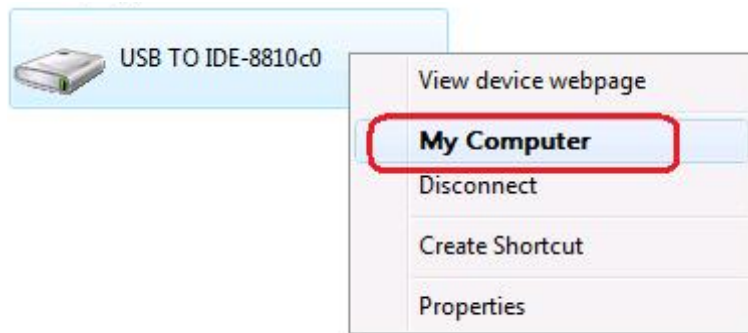 USB TO IDE-8810c0
View device webpage
My Computer
Disconnect
Create Shortcut
Properties